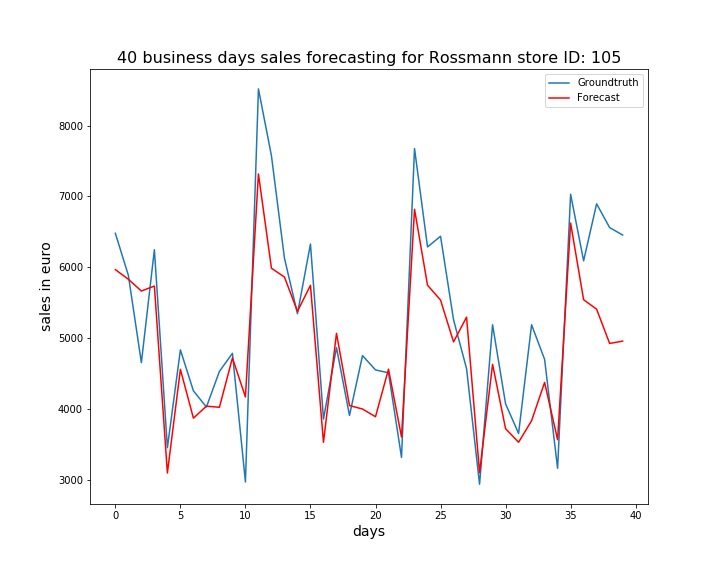 40 business days sales forecasting for Rossmann store ID: 105
Groundtruth
Forecast
sales in euro
8000
7000
6000
5000
4000
3000
0 5 10 15 20 25 30 35 40
days